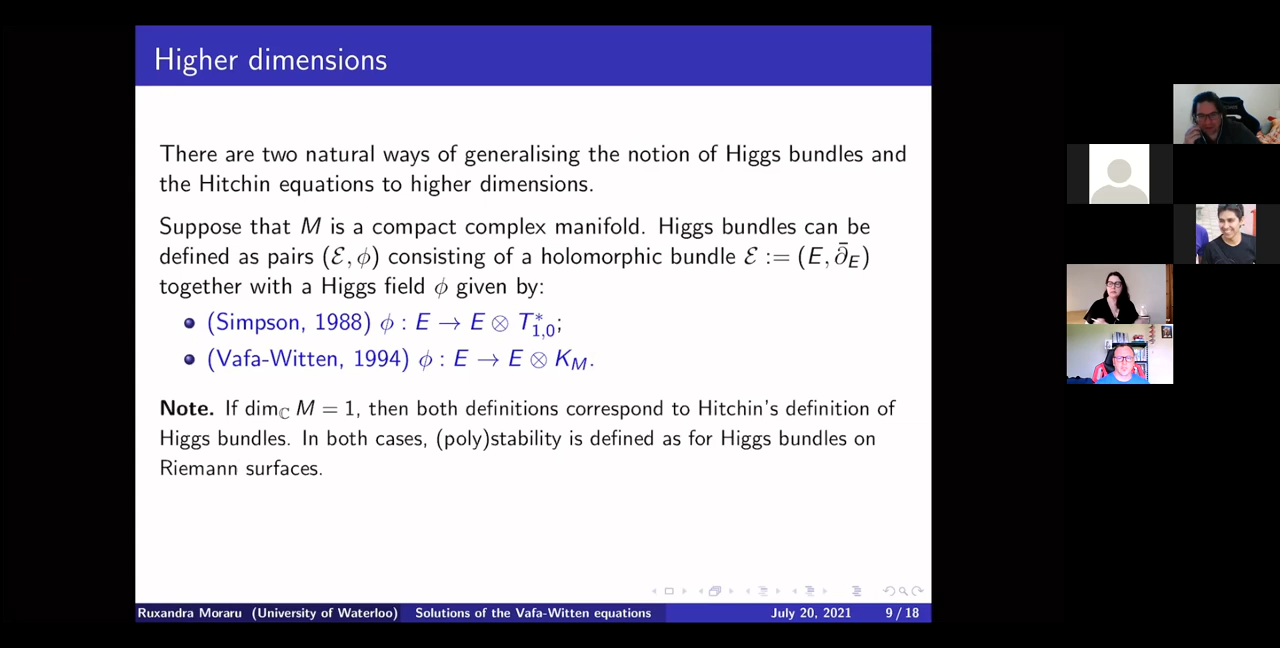 Higher dimensions
There are two natural ways of generalising the notion of Higgs bundles and
the Hitchin equations to higher dimensions.
Suppose that M is a compact complex manifold. Higgs bundles can be
defined as pairs (ℰ, ϕ) consisting of a holomorphic bundle ℰ := (E, ∂̄_E)
together with a Higgs field ϕ given by:
• (Simpson, 1988) ϕ : E → E ⊗ T*_{1,0};
• (Vafa-Witten, 1994) ϕ : E → E ⊗ K_M.
Note. If dim_ℂ M = 1, then both definitions correspond to Hitchin's definition of
Higgs bundles. In both cases, (poly)stability is defined as for Higgs bundles on
Riemann surfaces.
Ruxandra Moraru (University of Waterloo) Solutions of the Vafa-Witten equations July 20, 2021 9 / 18